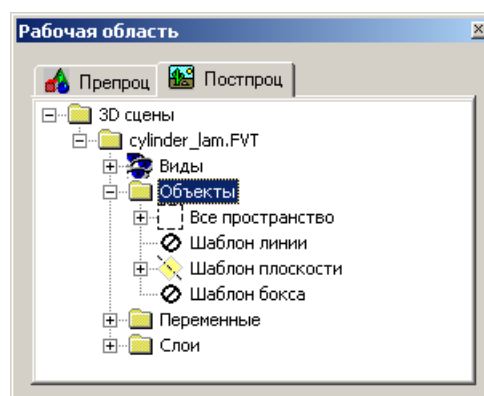 Рабочая область
Препроц Постпроц
3D сцены
cylinder_lam.FVT
Виды
Объекты
Все пространство
Шаблон линии
Шаблон плоскости
Шаблон бокса
Переменные
Слои